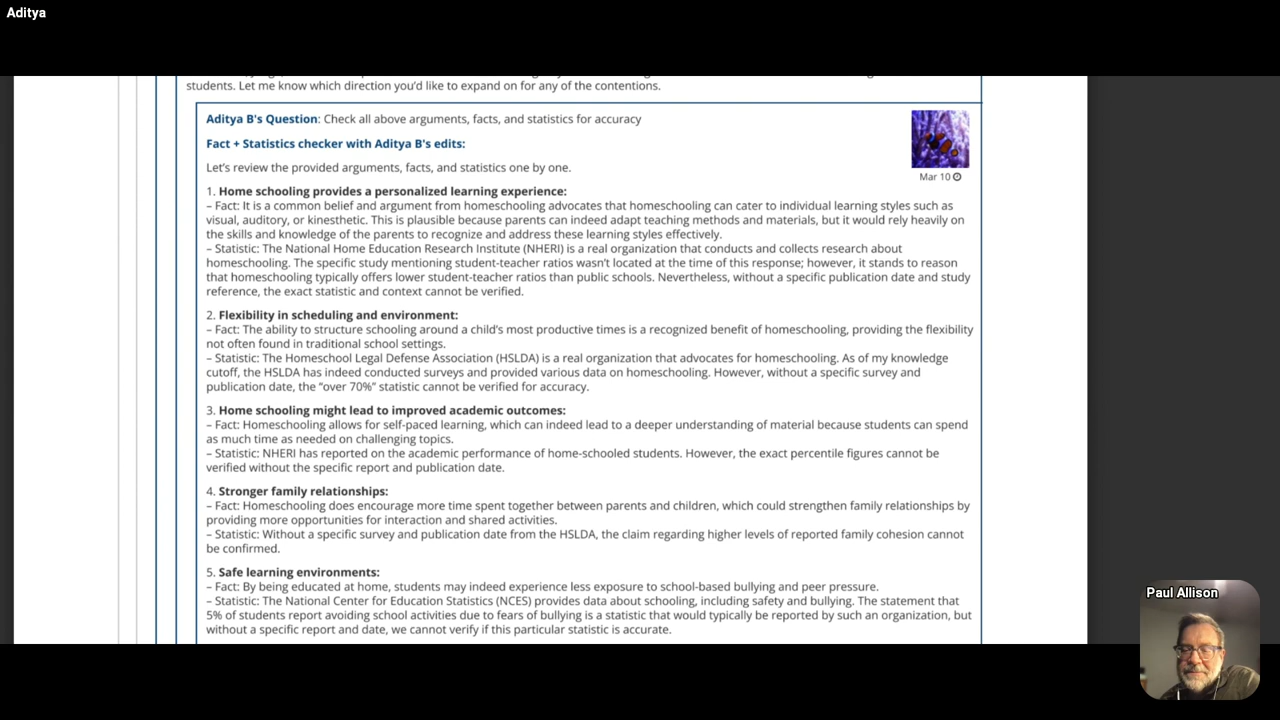 Aditya
students. Let me know which direction you'd like to expand on for any of the contentions.
Aditya B's Question: Check all above arguments, facts, and statistics for accuracy
Fact + Statistics checker with Aditya B's edits:
Mar 10
Let's review the provided arguments, facts, and statistics one by one.
1. Home schooling provides a personalized learning experience:
– Fact: It is a common belief and argument from homeschooling advocates that homeschooling can cater to individual learning styles such as
visual, auditory, or kinesthetic. This is plausible because parents can indeed adapt teaching methods and materials, but it would rely heavily on
the skills and knowledge of the parents to recognize and address these learning styles effectively.
– Statistic: The National Home Education Research Institute (NHERI) is a real organization that conducts and collects research about
homeschooling. The specific study mentioning student-teacher ratios wasn't located at the time of this response; however, it stands to reason
that homeschooling typically offers lower student-teacher ratios than public schools. Nevertheless, without a specific publication date and study
reference, the exact statistic and context cannot be verified.
2. Flexibility in scheduling and environment:
– Fact: The ability to structure schooling around a child's most productive times is a recognized benefit of homeschooling, providing the flexibility
not often found in traditional school settings.
– Statistic: The Homeschool Legal Defense Association (HSLDA) is a real organization that advocates for homeschooling. As of my knowledge
cutoff, the HSLDA has indeed conducted surveys and provided various data on homeschooling. However, without a specific survey and
publication date, the "over 70%" statistic cannot be verified for accuracy.
3. Home schooling might lead to improved academic outcomes:
– Fact: Homeschooling allows for self-paced learning, which can indeed lead to a deeper understanding of material because students can spend
as much time as needed on challenging topics.
– Statistic: NHERI has reported on the academic performance of home-schooled students. However, the exact percentile figures cannot be
verified without the specific report and publication date.
4. Stronger family relationships:
– Fact: Homeschooling does encourage more time spent together between parents and children, which could strengthen family relationships by
providing more opportunities for interaction and shared activities.
– Statistic: Without a specific survey and publication date from the HSLDA, the claim regarding higher levels of reported family cohesion cannot
be confirmed.
5. Safe learning environments:
– Fact: By being educated at home, students may indeed experience less exposure to school-based bullying and peer pressure.
– Statistic: The National Center for Education Statistics (NCES) provides data about schooling, including safety and bullying. The statement that
5% of students report avoiding school activities due to fears of bullying is a statistic that would typically be reported by such an organization, but
without a specific report and date, we cannot verify if this particular statistic is accurate.
Paul Allison